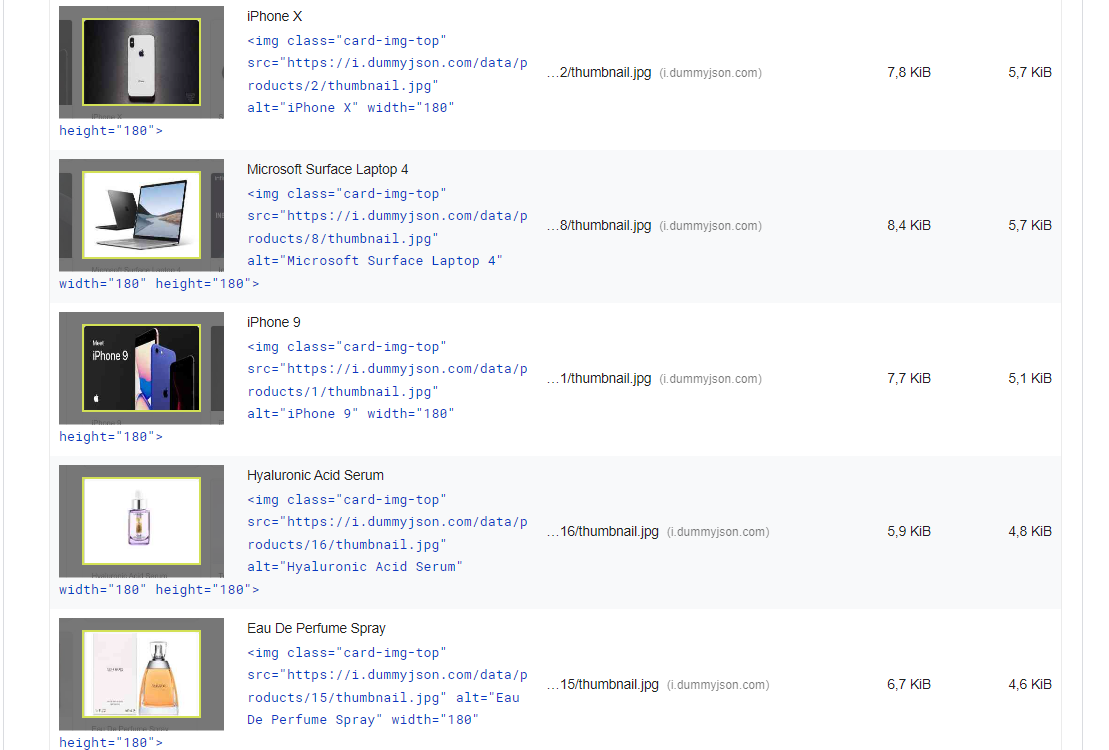 iPhone X
<img class="card-img-top"
src="https://i.dummyjson.com/data/p
roducts/2/thumbnail.jpg"
alt="iPhone X" width="180"
height="180">
…2/thumbnail.jpg (i.dummyjson.com)
7,8 KiB
5,7 KiB
Microsoft Surface Laptop 4
<img class="card-img-top"
src="https://i.dummyjson.com/data/p
roducts/8/thumbnail.jpg"
alt="Microsoft Surface Laptop 4"
width="180" height="180">
…8/thumbnail.jpg (i.dummyjson.com)
8,4 KiB
5,7 KiB
Meet
iPhone 9
iPhone 9
<img class="card-img-top"
src="https://i.dummyjson.com/data/p
roducts/1/thumbnail.jpg"
alt="iPhone 9" width="180"
height="180">
…1/thumbnail.jpg (i.dummyjson.com)
7,7 KiB
5,1 KiB
Hyaluronic Acid Serum
<img class="card-img-top"
src="https://i.dummyjson.com/data/p
roducts/16/thumbnail.jpg"
alt="Hyaluronic Acid Serum"
width="180" height="180">
…16/thumbnail.jpg (i.dummyjson.com)
5,9 KiB
4,8 KiB
Eau De Perfume Spray
<img class="card-img-top"
src="https://i.dummyjson.com/data/p
roducts/15/thumbnail.jpg" alt="Eau
De Perfume Spray" width="180"
height="180">
…15/thumbnail.jpg (i.dummyjson.com)
6,7 KiB
4,6 KiB